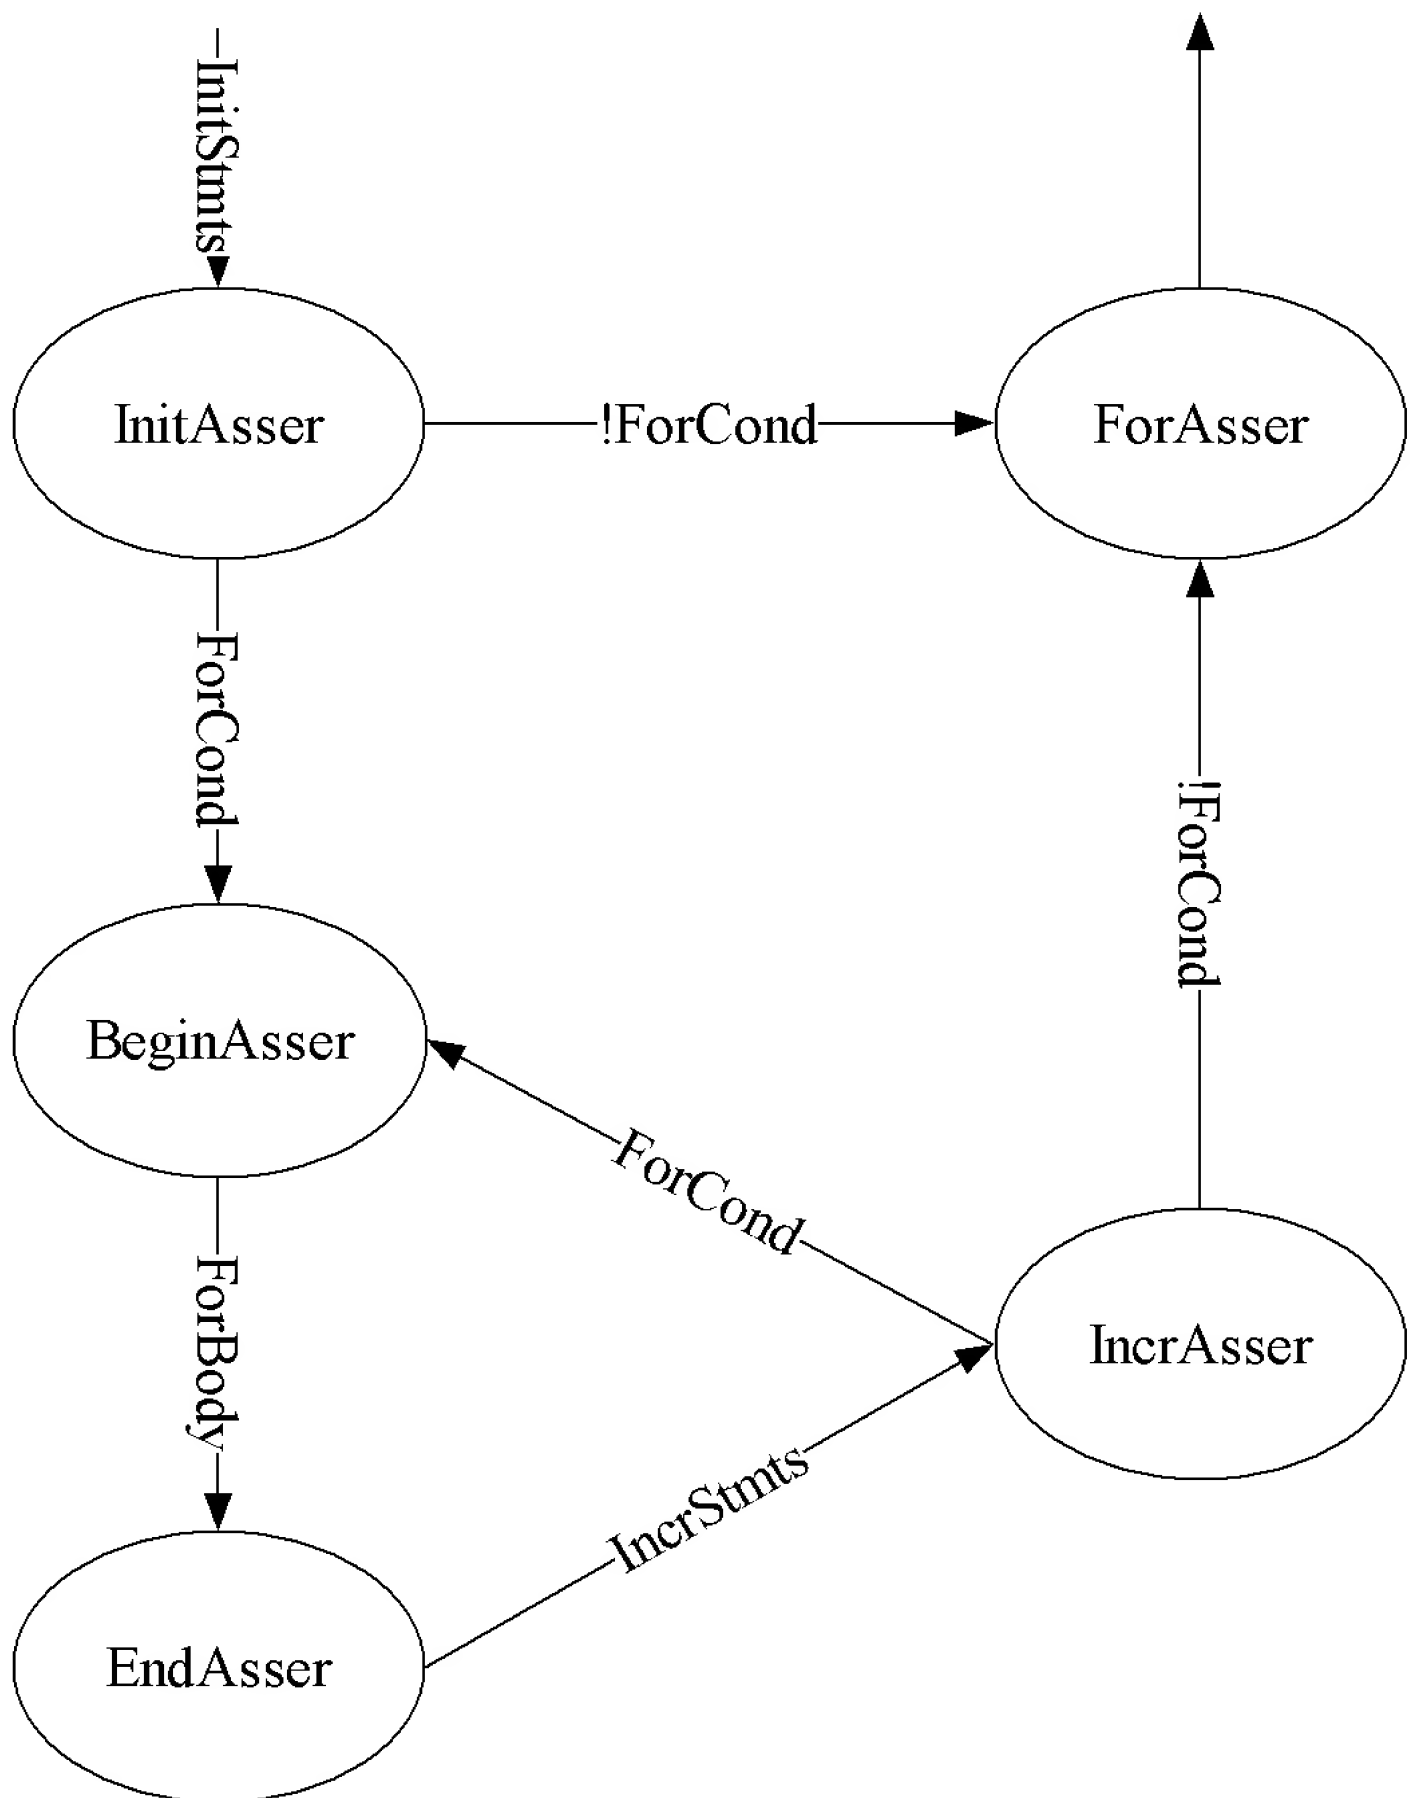 InitStmts
InitAsser
!ForCond
ForAsser
ForCond
!ForCond
BeginAsser
ForCond
ForBody
IncrAsser
IncrStmts
EndAsser